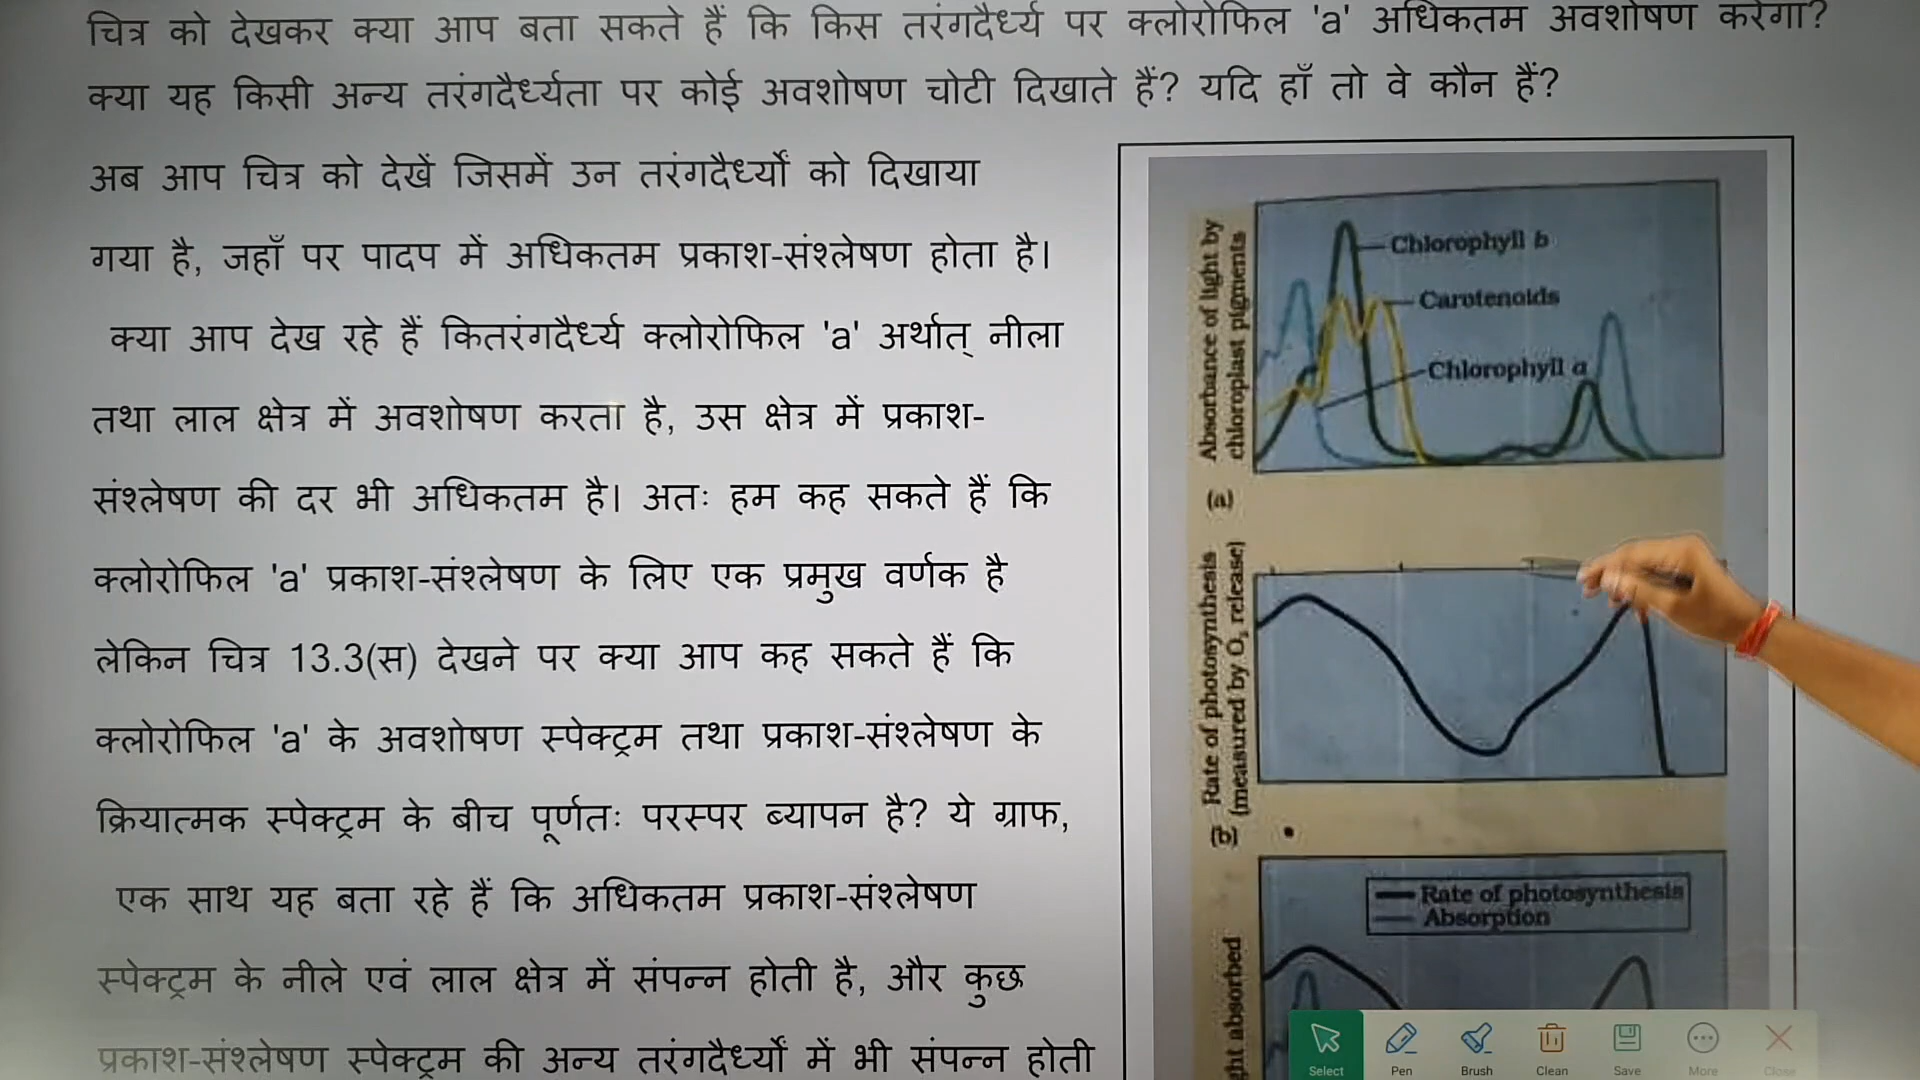 चित्र को देखकर क्या आप बता सकते हैं कि किस तरंगदैर्ध्य पर क्लोरोफिल 'a' अधिकतम अवशोषण करेगा?
क्या यह किसी अन्य तरंगदैर्ध्यता पर कोई अवशोषण चोटी दिखाते हैं? यदि हाँ तो वे कौन हैं?
अब आप चित्र को देखें जिसमें उन तरंगदैर्ध्यों को दिखाया
गया है, जहाँ पर पादप में अधिकतम प्रकाश-संश्लेषण होता है।
क्या आप देख रहे हैं कितरंगदैर्ध्य क्लोरोफिल 'a' अर्थात् नीला
तथा लाल क्षेत्र में अवशोषण करता है, उस क्षेत्र में प्रकाश-
संश्लेषण की दर भी अधिकतम है। अतः हम कह सकते हैं कि
क्लोरोफिल 'a' प्रकाश-संश्लेषण के लिए एक प्रमुख वर्णक है
लेकिन चित्र 13.3(स) देखने पर क्या आप कह सकते हैं कि
क्लोरोफिल 'a' के अवशोषण स्पेक्ट्रम तथा प्रकाश-संश्लेषण के
क्रियात्मक स्पेक्ट्रम के बीच पूर्णतः परस्पर ब्यापन है? ये ग्राफ,
एक साथ यह बता रहे हैं कि अधिकतम प्रकाश-संश्लेषण
स्पेक्ट्रम के नीले एवं लाल क्षेत्र में संपन्न होती है, और कुछ
प्रकाश-संश्लेषण स्पेक्ट्रम की अन्य तरंगदैर्ध्यों में भी संपन्न होती
Absorbance of light by
chloroplast pigments
(a)
Chlorophyll b
Carotenoids
Chlorophyll a
Rate of photosynthesis
(measured by O₂ release)
(b)
Rate of photosynthesis
Absorption
absorbed
Select
Pen
Brush
Clean
Save
More
Close